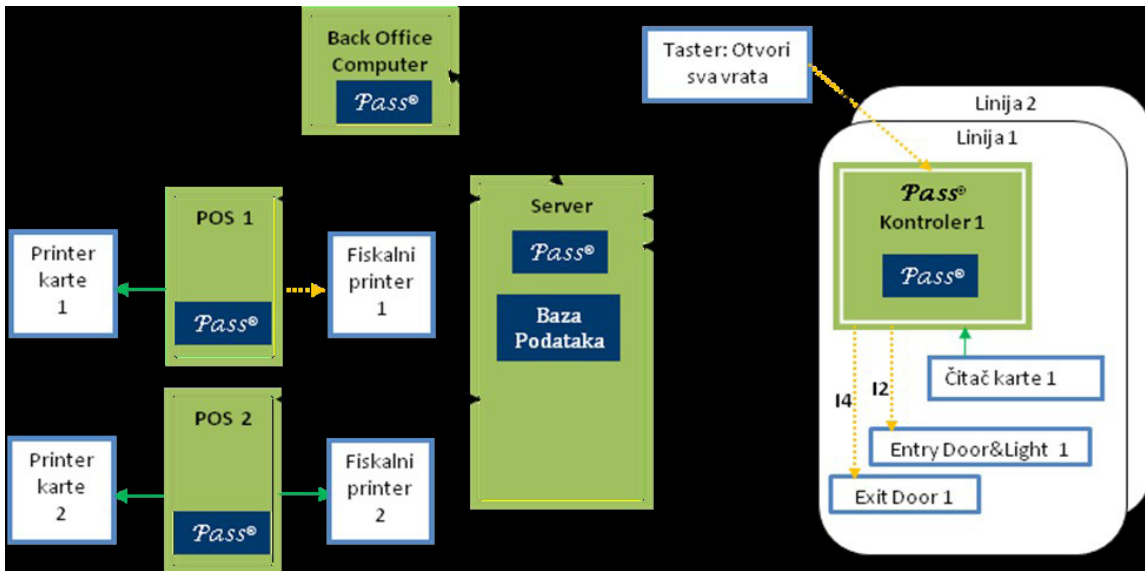 Back Office
Computer
Pass®
Taster: Otvori
sva vrata
Linija 2
Linija 1
Pass®
Kontroler 1
Pass®
Čitač karte 1
I4
I2
Entry Door&Light 1
Exit Door 1
Server
Pass®
Baza
Podataka
POS 1
Pass®
Printer
karte
1
Fiskalni
printer
1
POS 2
Pass®
Printer
karte
2
Fiskalni
printer
2